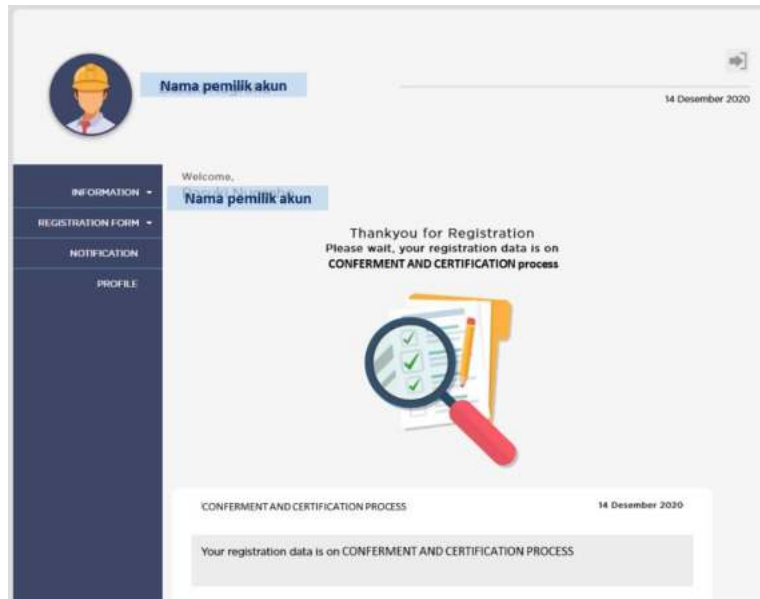 Nama pemilik akun
14 Desember 2020
INFORMATION
REGISTRATION FORM
NOTIFICATION
PROFILE
Welcome,
Nama pemilik akun
Thankyou for Registration
Please wait, your registration data is on
CONFERMENT AND CERTIFICATION process
CONFERMENT AND CERTIFICATION PROCESS
14 Desember 2020
Your registration data is on CONFERMENT AND CERTIFICATION PROCESS